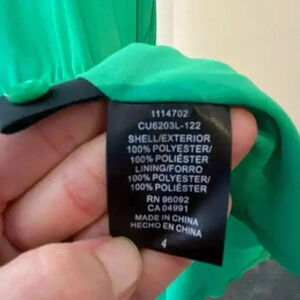 1114702
CU6203L-122
SHELL/EXTERIOR
100% POLYESTER/
100% POLIÉSTER
LINING/FORRO
100% POLYESTER/
100% POLIÉSTER
RN 96092
CA 04991
MADE IN CHINA
HECHO EN CHINA
4